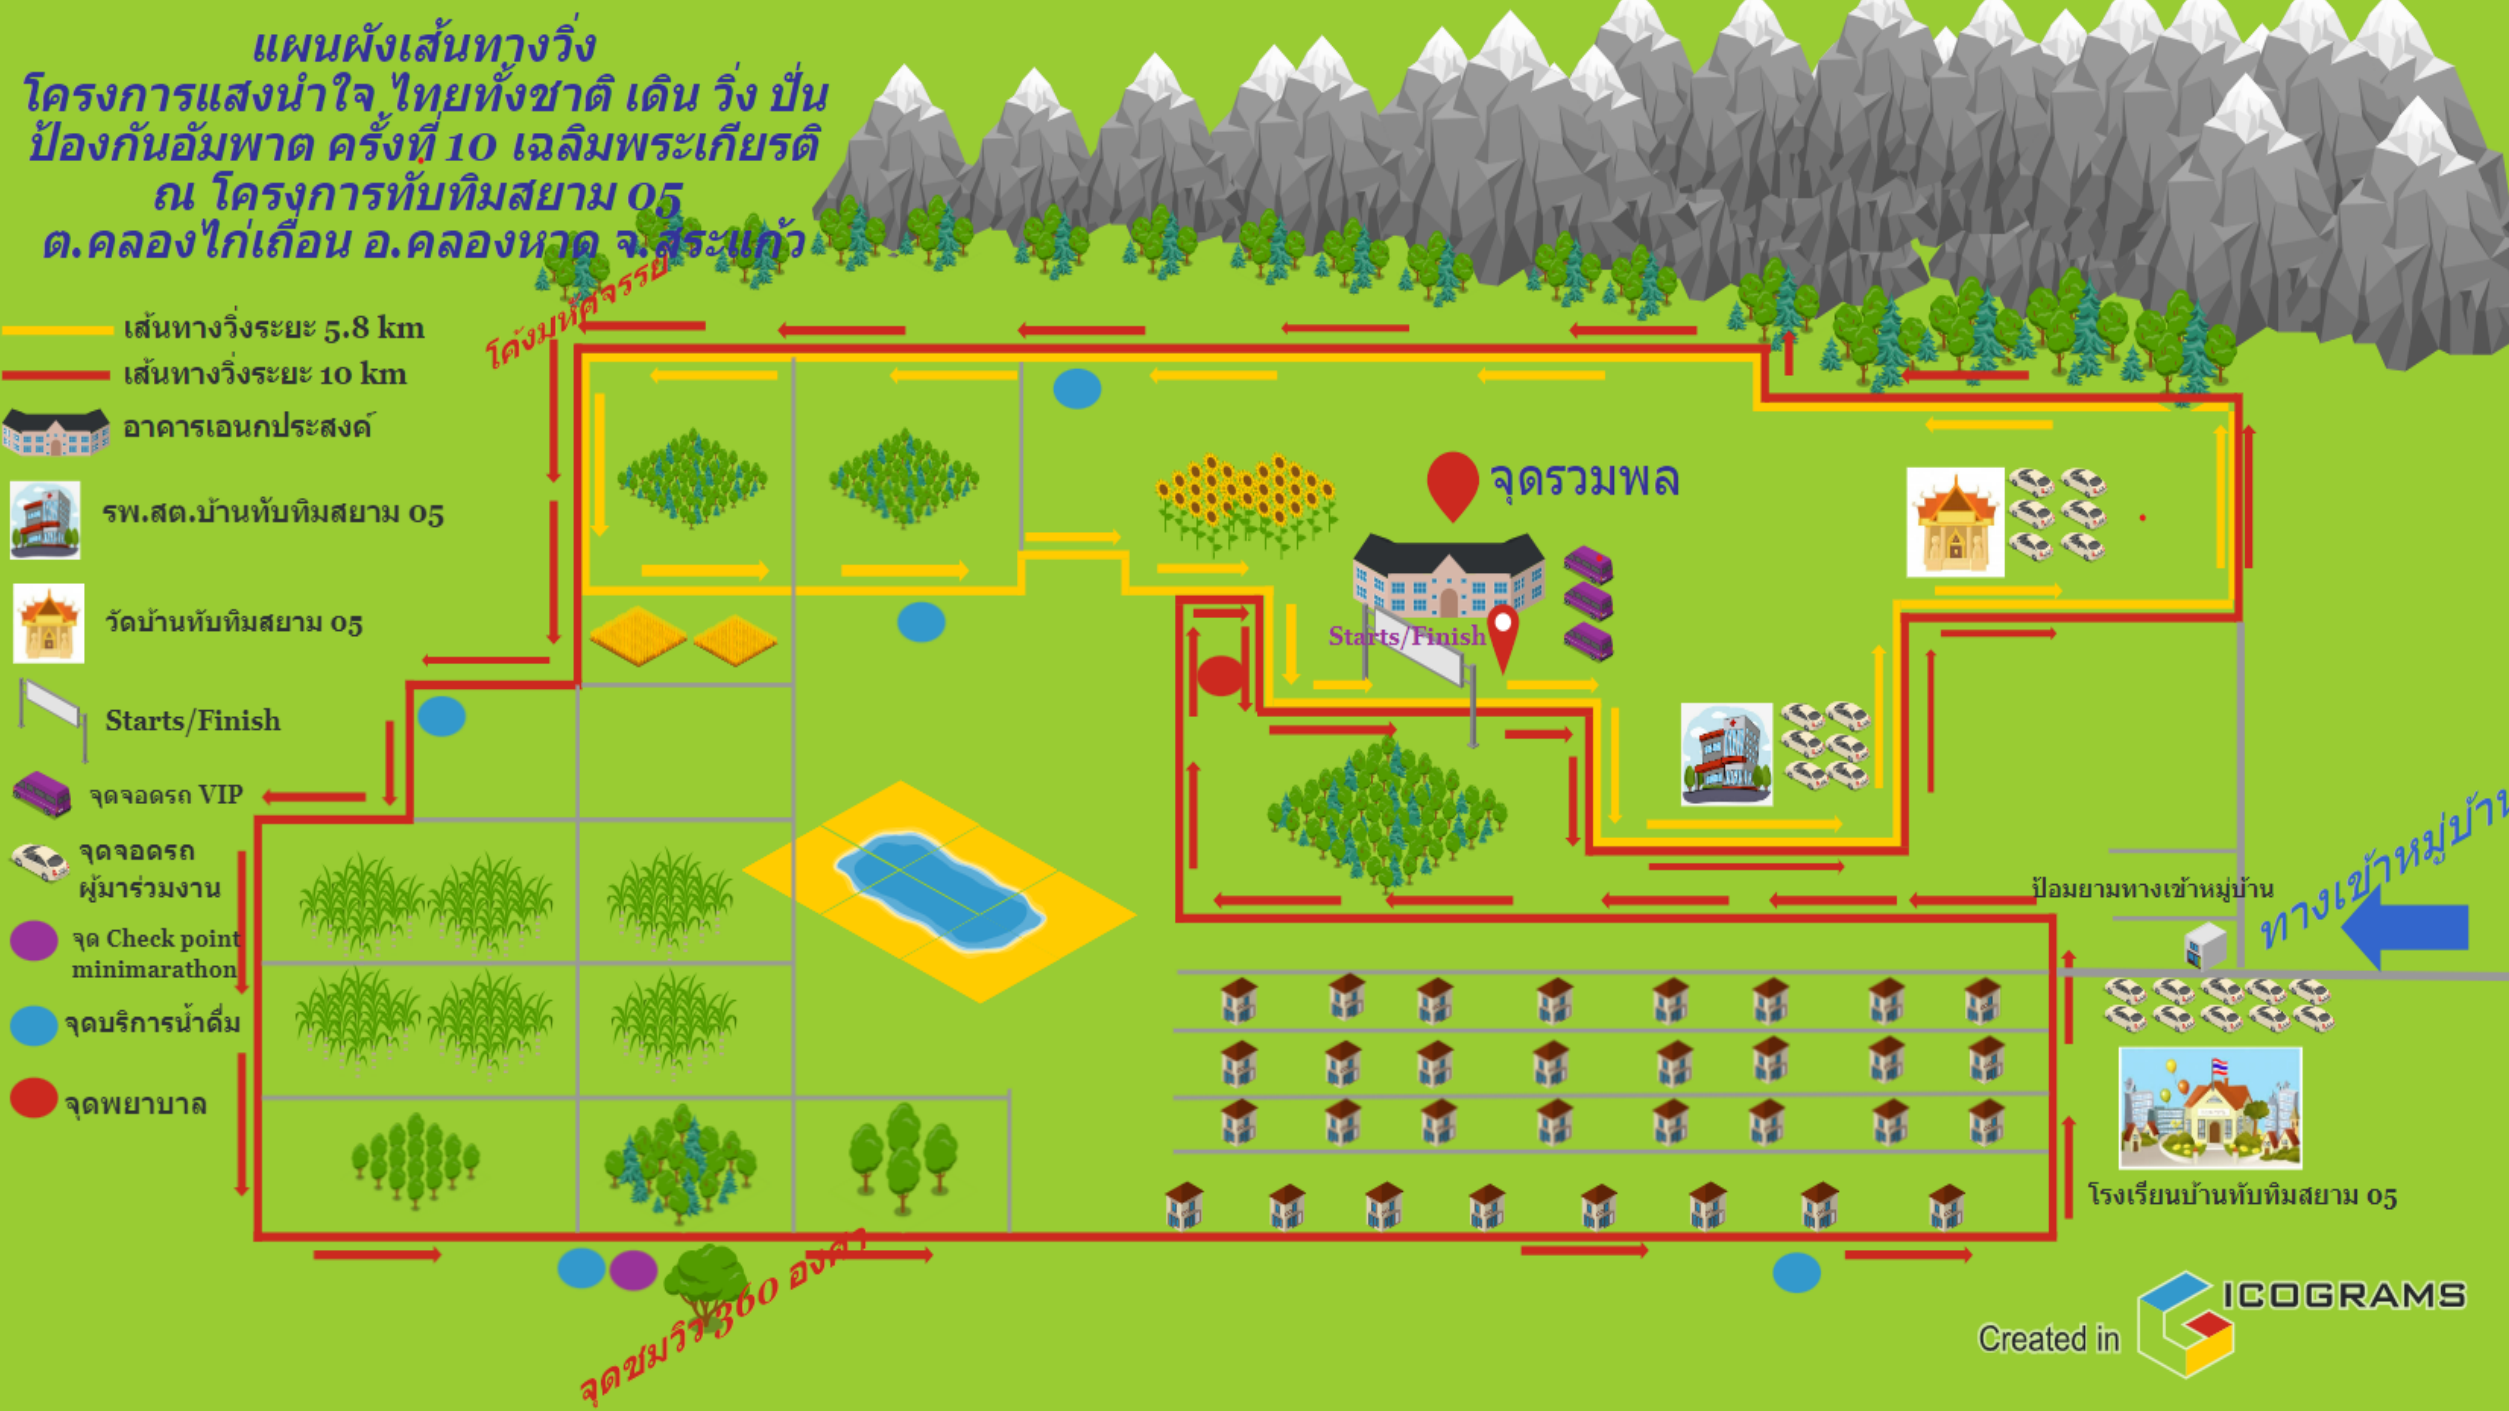 แผนผังเส้นทางวิ่ง
โครงการแสงนำใจ ไทยทั้งชาติ เดิน วิ่ง ปั่น
ป้องกันอัมพาต ครั้งที่ 10 เฉลิมพระเกียรติ
ณ โครงการทับทิมสยาม 05
ต.คลองไก่เถื่อน อ.คลองหาด จ.สระแก้ว
โค้งมหัศจรรย์
เส้นทางวิ่งระยะ 5.8 km
เส้นทางวิ่งระยะ 10 km
อาคารเอนกประสงค์
รพ.สต.บ้านทับทิมสยาม 05
วัดบ้านทับทิมสยาม 05
Starts/Finish
จุดจอดรถ VIP
จุดจอดรถ
ผู้มาร่วมงาน
จุด Check point
minimarathon
จุดบริการน้ำดื่ม
จุดพยาบาล
จุดรวมพล
Starts/Finish
ทางเข้าหมู่บ้าน
ป้อมยามทางเข้าหมู่บ้าน
โรงเรียนบ้านทับทิมสยาม 05
จุดชมวิว 360 องศา
Created in
ICOGRAMS